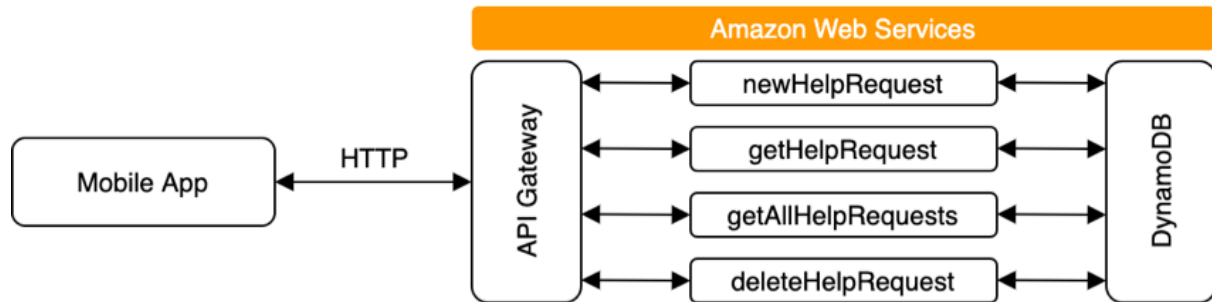 Amazon Web Services
Mobile App
HTTP
API Gateway
newHelpRequest
getHelpRequest
getAllHelpRequests
deleteHelpRequest
DynamoDB